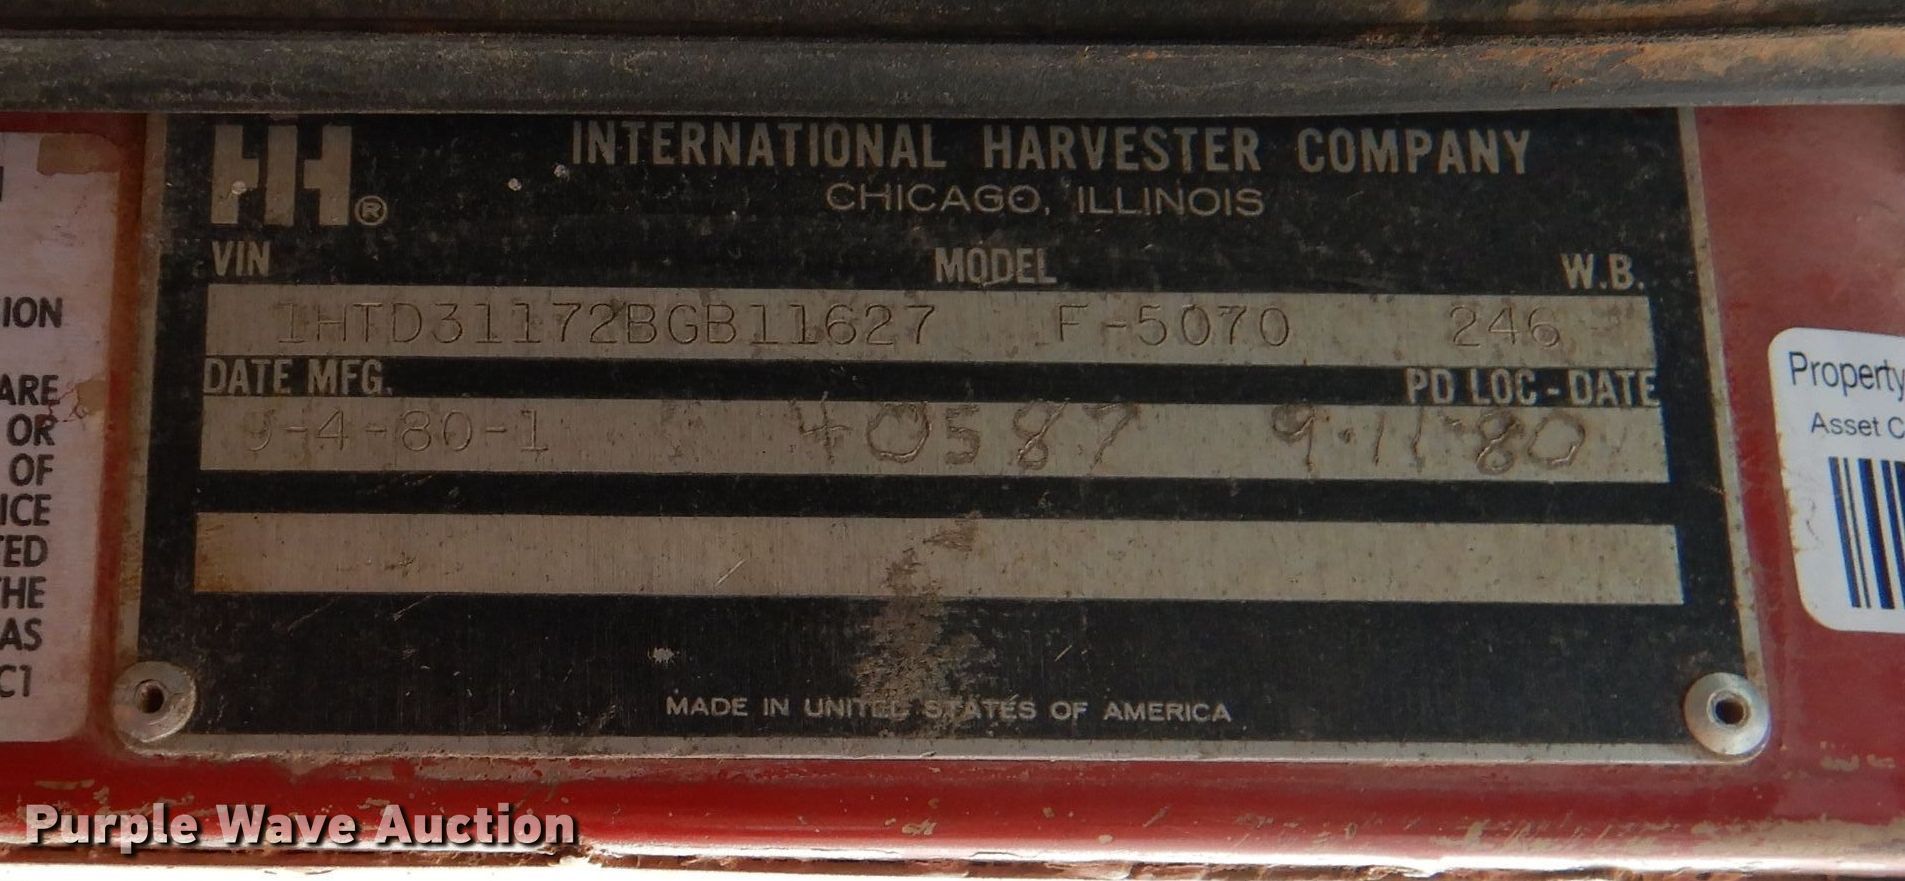 IH®
INTERNATIONAL HARVESTER COMPANY
CHICAGO, ILLINOIS
VIN MODEL W.B.
1HTD31172BGB11627 F-5070 246
DATE MFG. PD LOC-DATE
9-4-80-1 40587 9-11-80
MADE IN UNITED STATES OF AMERICA
ION
ARE
OR
OF
ICE
TED
THE
AS
C1
Property
Asset C
Purple Wave Auction